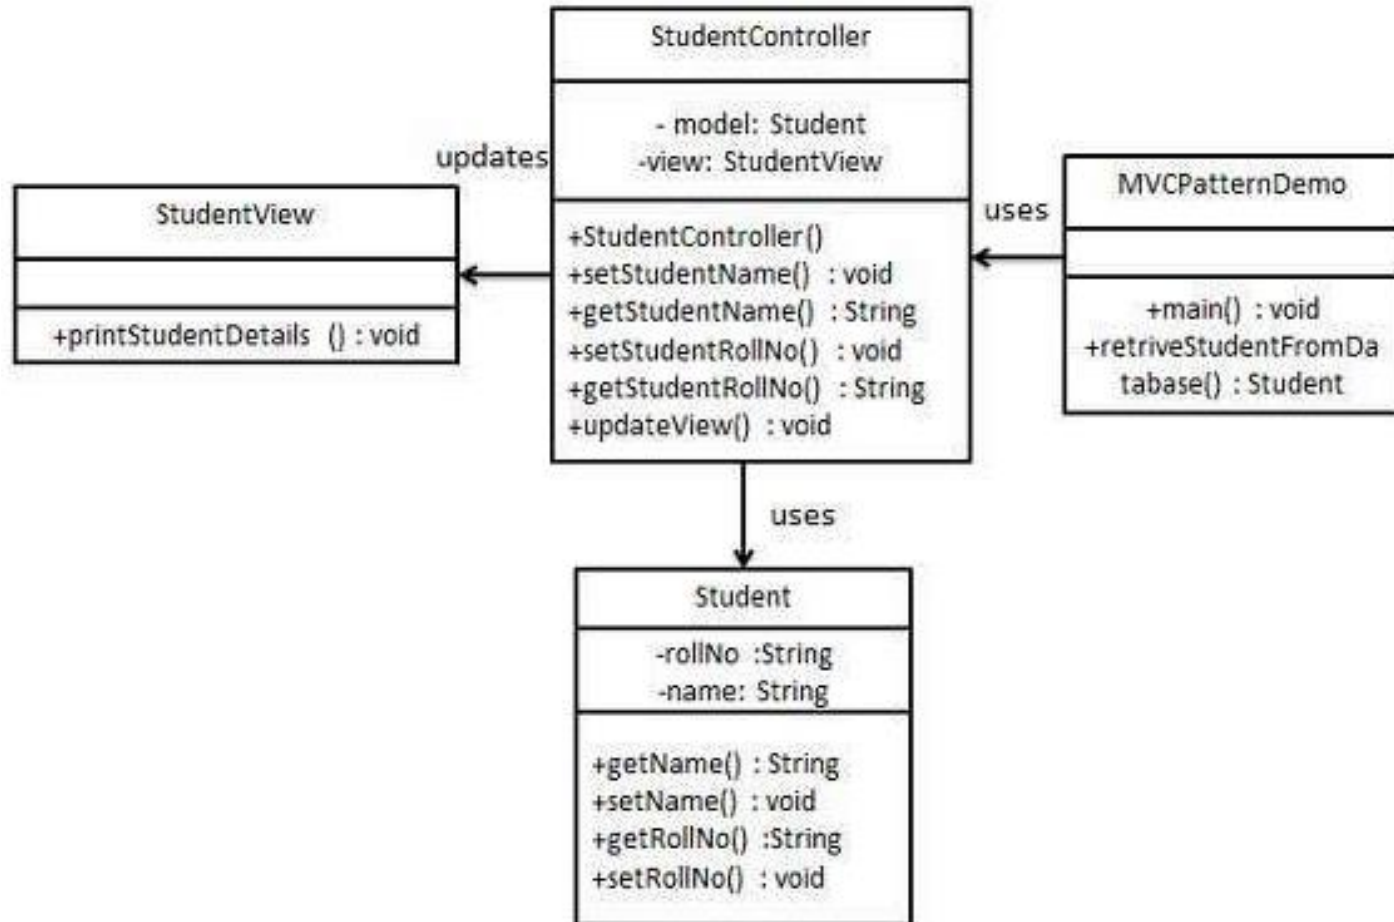 StudentController
- model: Student
-view: StudentView
+StudentController()
+setStudentName() : void
+getStudentName() : String
+setStudentRollNo() : void
+getStudentRollNo() : String
+updateView() : void
updates
StudentView
+printStudentDetails () : void
uses
MVCPatternDemo
+main() : void
+retriveStudentFromDa
tabase() : Student
uses
Student
-rollNo :String
-name: String
+getName() : String
+setName() : void
+getRollNo() :String
+setRollNo() : void